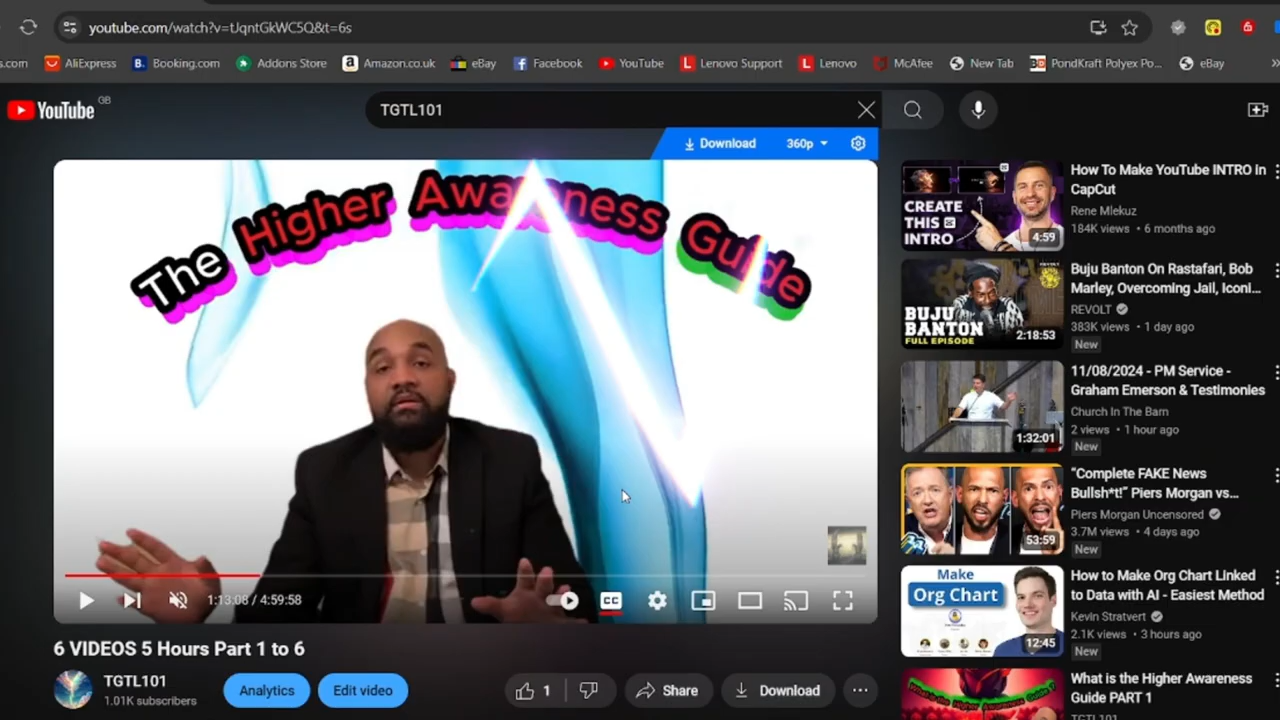 youtube.com/watch?v=tJqntGkWC5Q&t=6s
s.com AliExpress Booking.com Addons Store Amazon.co.uk eBay Facebook YouTube Lenovo Support Lenovo McAfee New Tab PondKraft Polyex Po... eBay
YouTube GB
TGTL101
Download 360p
The Higher Awareness Guide
1:13:08 / 4:59:58
CC
6 VIDEOS 5 Hours Part 1 to 6
TGTL101
1.01K subscribers
Analytics
Edit video
1
Share
Download
CREATE
THIS
INTRO
4:59
How To Make YouTube INTRO in
CapCut
Rene Mlekuz
184K views • 6 months ago
REVOLT
BUJU
BANTON
FULL EPISODE
2:18:53
Buju Banton On Rastafari, Bob
Marley, Overcoming Jail, Iconi...
REVOLT
383K views • 1 day ago
New
1:32:01
11/08/2024 - PM Service -
Graham Emerson & Testimonies
Church In The Barn
2 views • 1 hour ago
New
53:59
“Complete FAKE News
Bullsh*t!” Piers Morgan vs...
Piers Morgan Uncensored
3.7M views • 4 days ago
New
Make
Org Chart
12:45
How to Make Org Chart Linked
to Data with AI - Easiest Method
Kevin Stratvert
2.1K views • 3 hours ago
New
What is the Higher Awareness
Guide PART 1
TGTL101